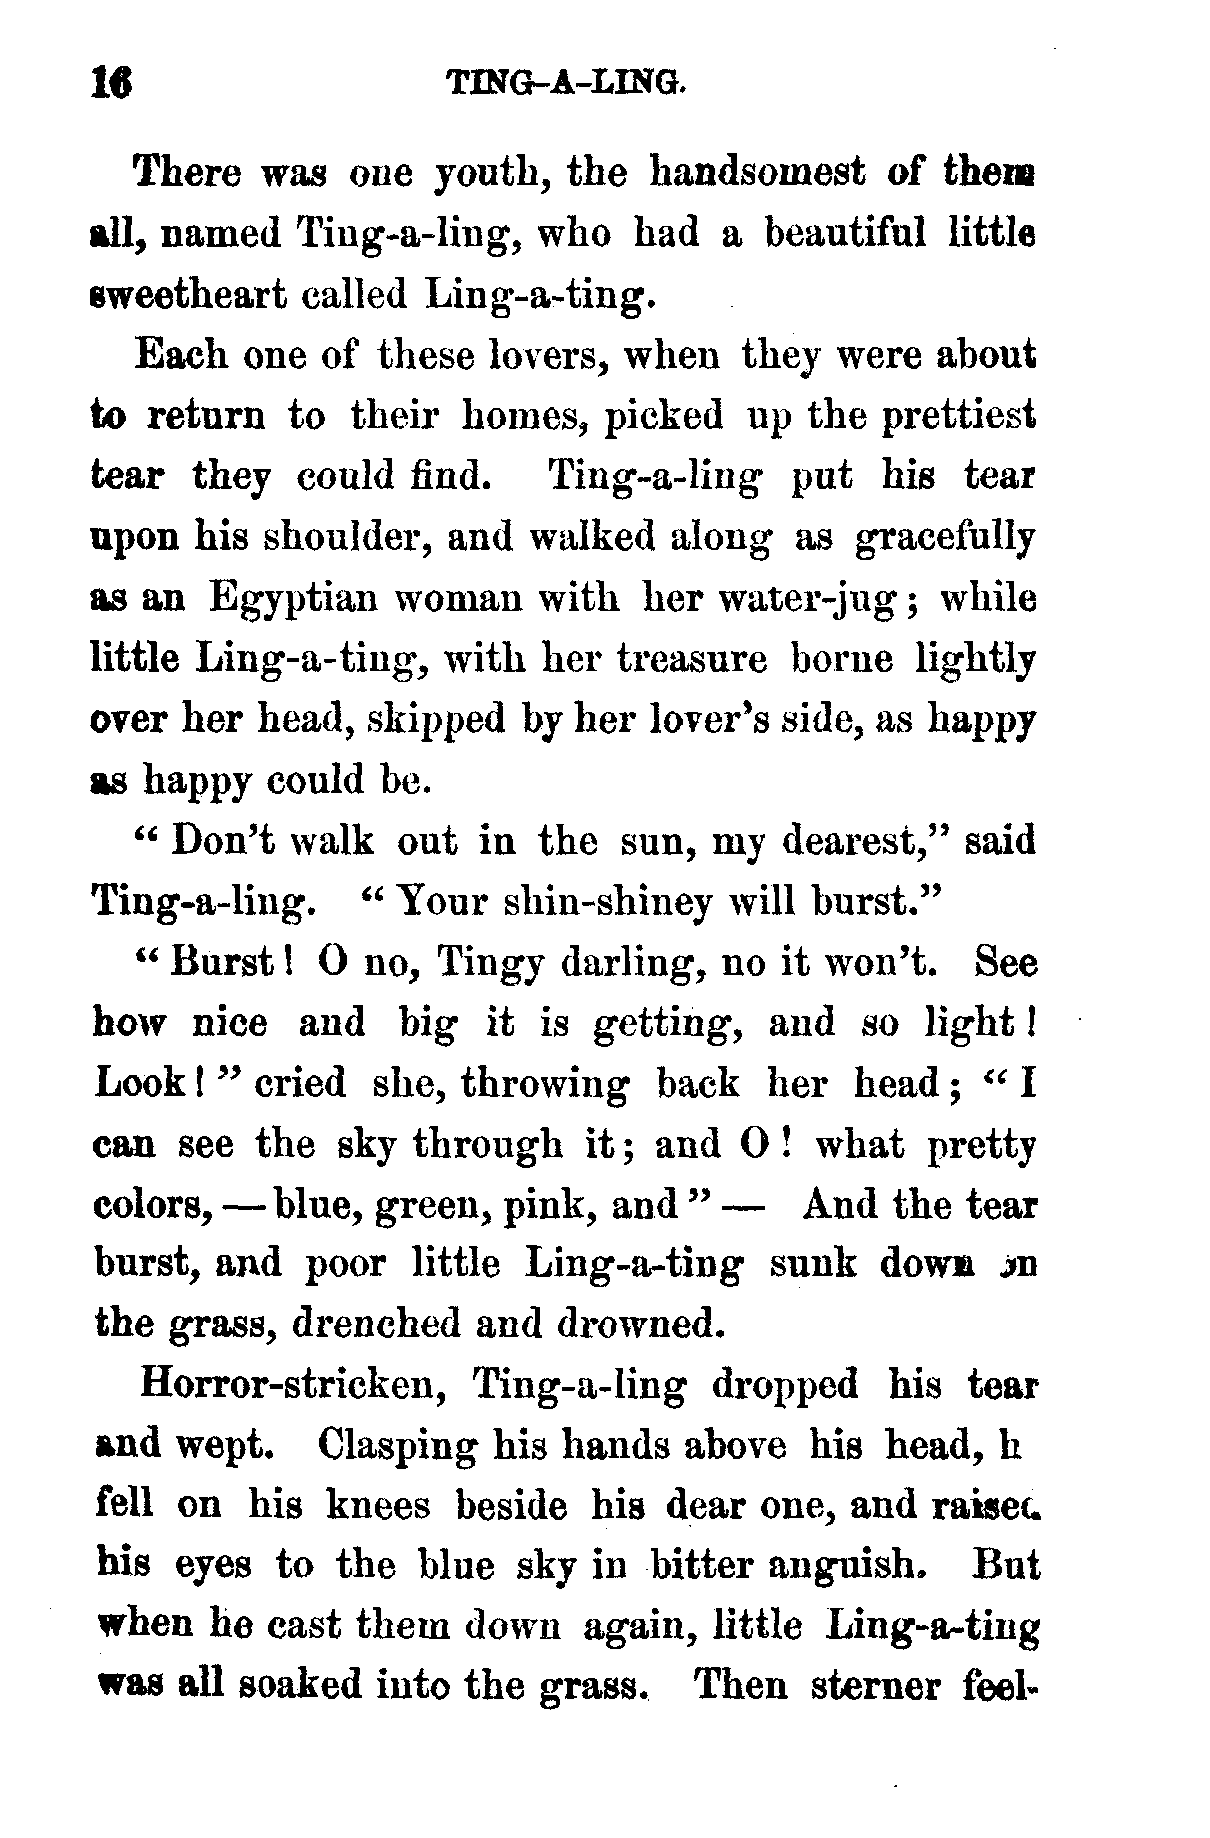 16 TING-A-LING.
There was one youth, the handsomest of them
all, named Ting-a-ling, who had a beautiful little
sweetheart called Ling-a-ting.
Each one of these lovers, when they were about
to return to their homes, picked up the prettiest
tear they could find. Ting-a-ling put his tear
upon his shoulder, and walked along as gracefully
as an Egyptian woman with her water-jug; while
little Ling-a-ting, with her treasure borne lightly
over her head, skipped by her lover's side, as happy
as happy could be.
"Don't walk out in the sun, my dearest," said
Ting-a-ling. "Your shin-shiney will burst."
"Burst! O no, Tingy darling, no it won't. See
how nice and big it is getting, and so light!
Look!" cried she, throwing back her head; "I
can see the sky through it; and O! what pretty
colors, — blue, green, pink, and" — And the tear
burst, and poor little Ling-a-ting sunk down on
the grass, drenched and drowned.
Horror-stricken, Ting-a-ling dropped his tear
and wept. Clasping his hands above his head, h
fell on his knees beside his dear one, and raised
his eyes to the blue sky in bitter anguish. But
when he cast them down again, little Ling-a-ting
was all soaked into the grass. Then sterner feel-